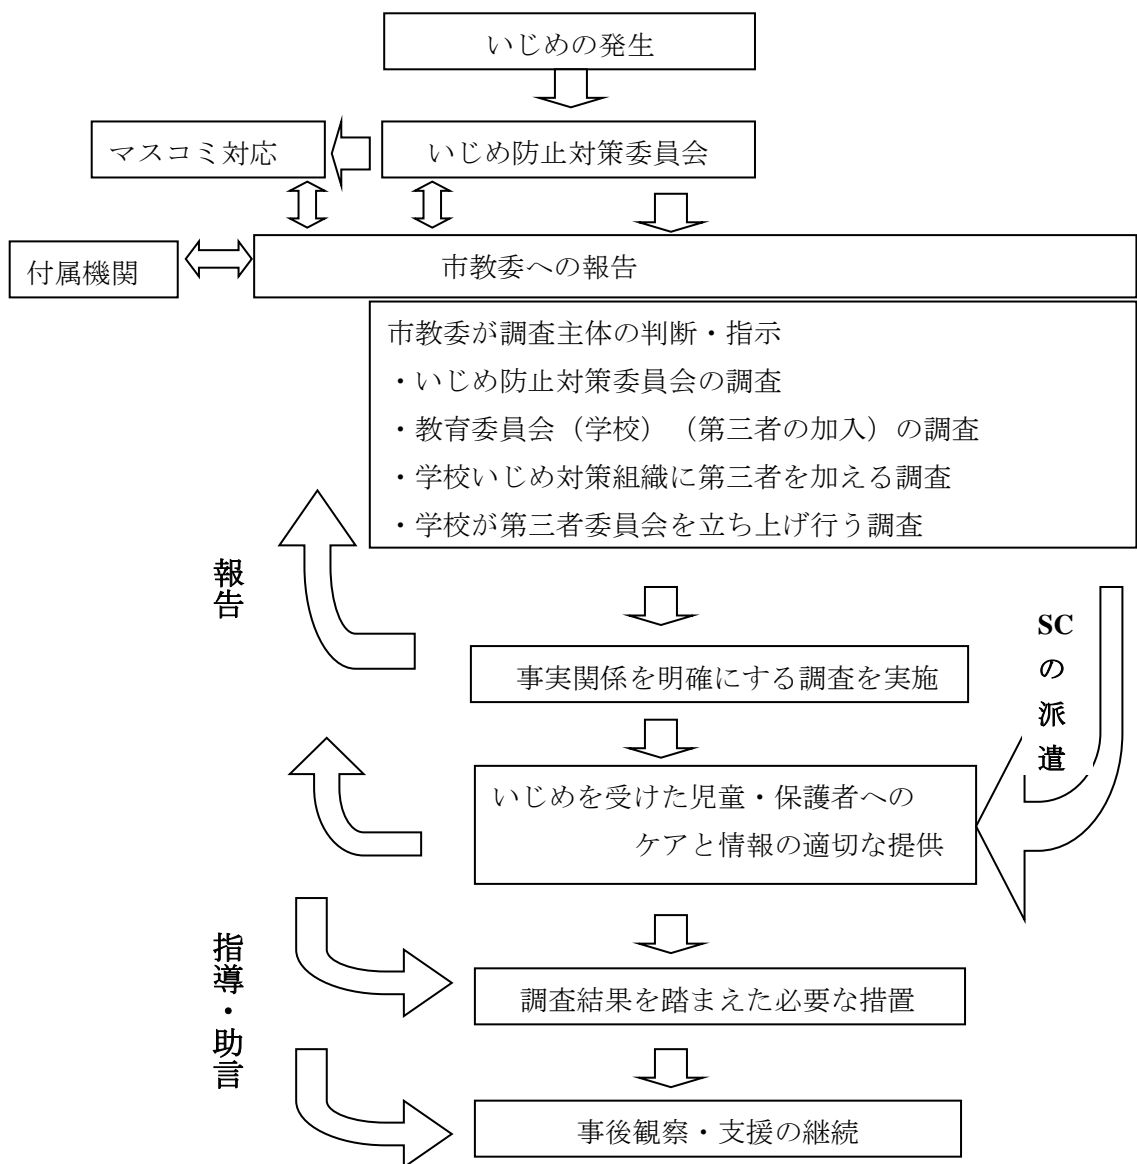 いじめの発生
マスコミ対応
いじめ防止対策委員会
付属機関
市教委への報告
市教委が調査主体の判断・指示
・いじめ防止対策委員会の調査
・教育委員会（学校）（第三者の加入）の調査
・学校いじめ対策組織に第三者を加える調査
・学校が第三者委員会を立ち上げ行う調査
報告
SCの派遣
事実関係を明確にする調査を実施
いじめを受けた児童・保護者への
ケアと情報の適切な提供
指導・助言
調査結果を踏まえた必要な措置
事後観察・支援の継続